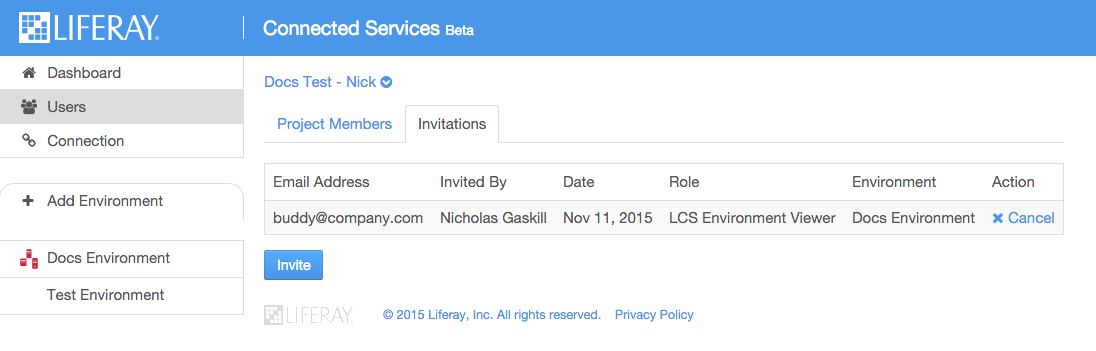 LIFERAY. Connected Services Beta
Dashboard
Users
Connection
Add Environment
Docs Environment
Test Environment
Docs Test - Nick
Project Members Invitations
Email Address Invited By Date Role Environment Action
buddy@company.com Nicholas Gaskill Nov 11, 2015 LCS Environment Viewer Docs Environment Cancel
Invite
LIFERAY. © 2015 Liferay, Inc. All rights reserved. Privacy Policy